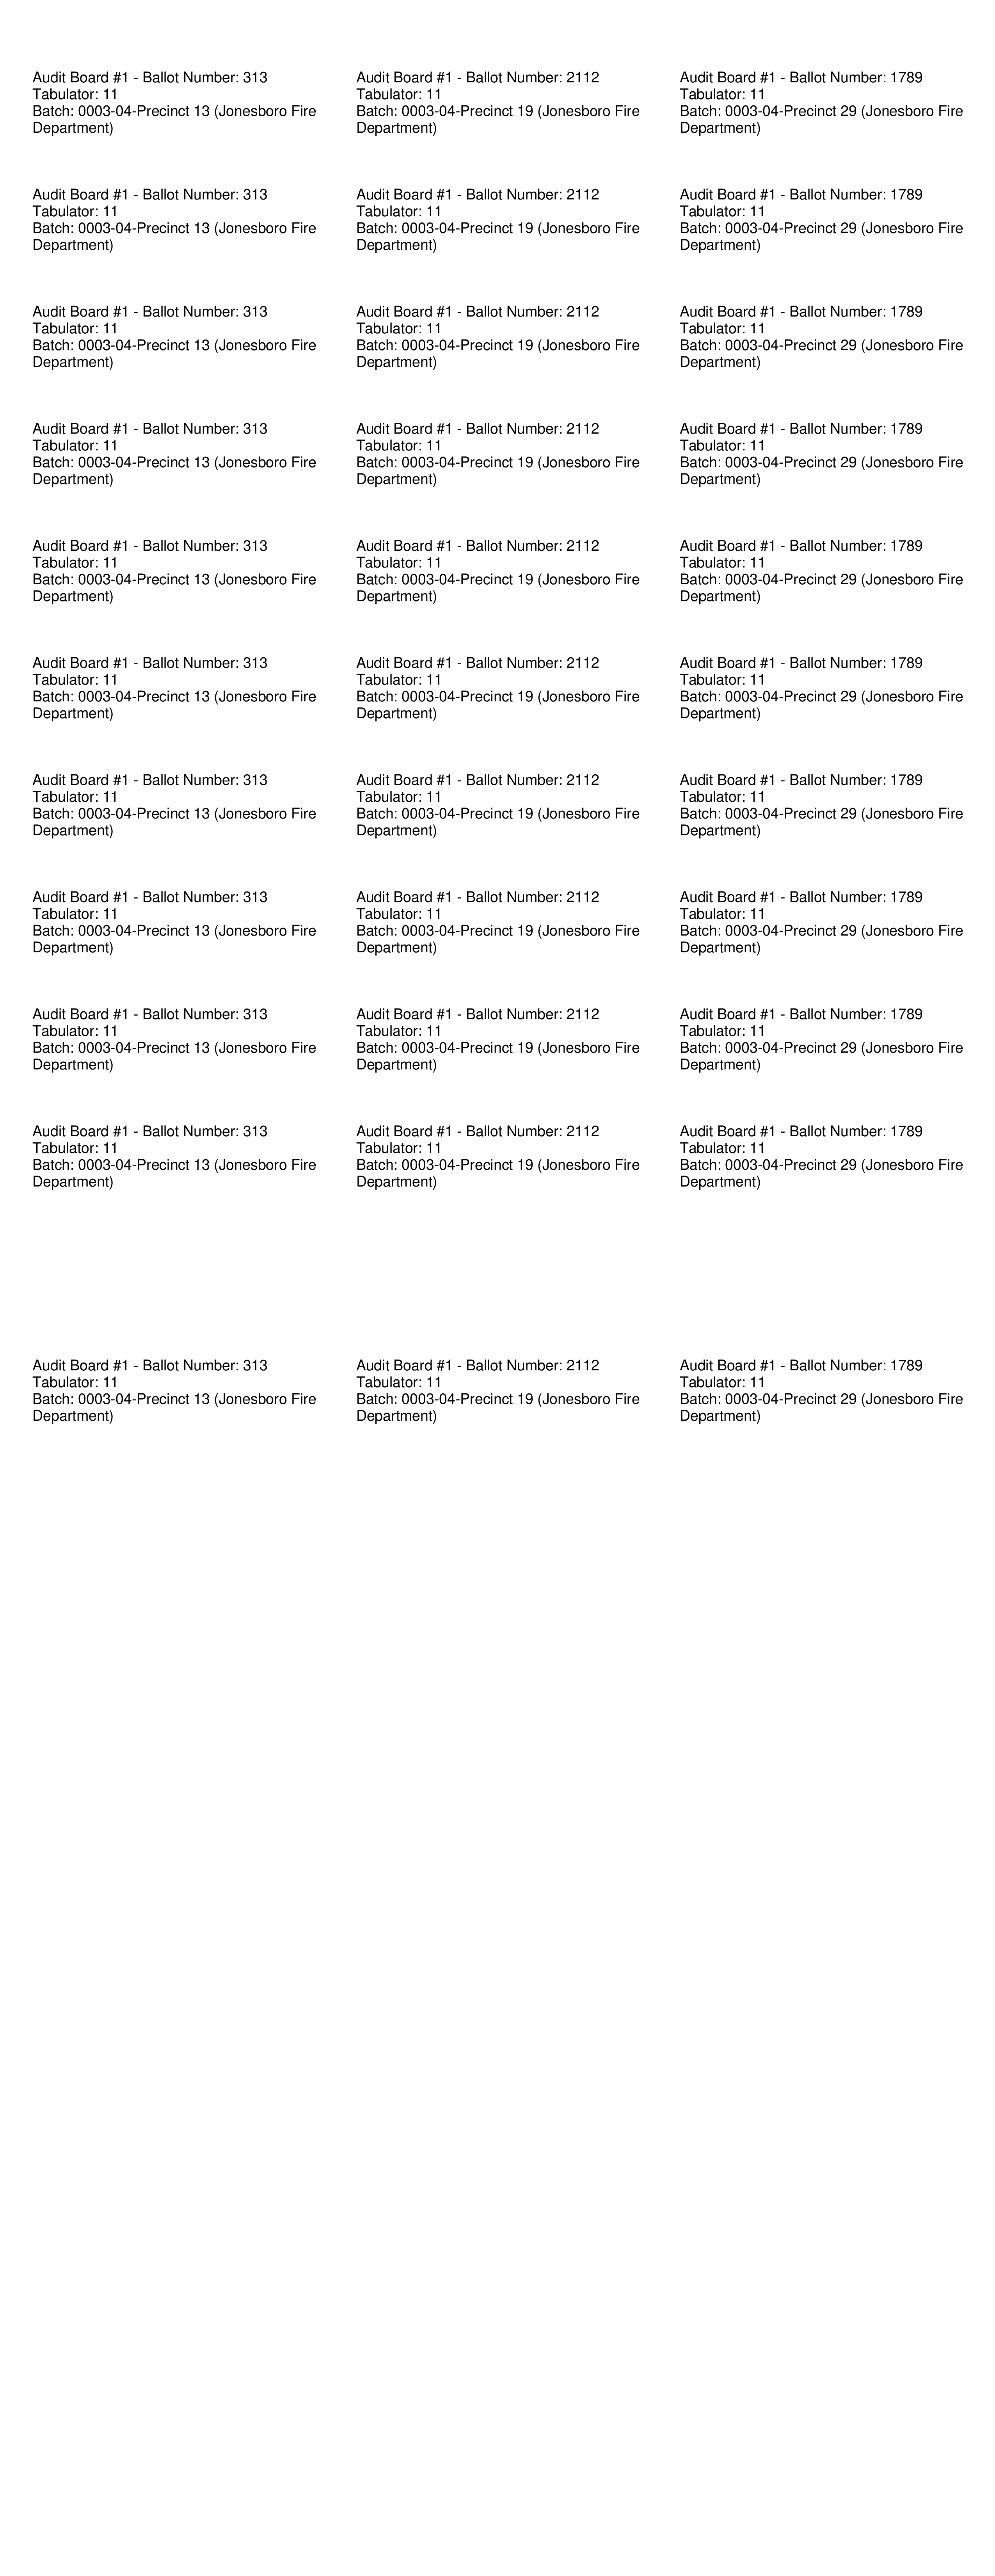 Audit Board #1 - Ballot Number: 313
Tabulator: 11
Batch: 0003-04-Precinct 13 (Jonesboro Fire
Department)
Audit Board #1 - Ballot Number: 2112
Tabulator: 11
Batch: 0003-04-Precinct 19 (Jonesboro Fire
Department)
Audit Board #1 - Ballot Number: 1789
Tabulator: 11
Batch: 0003-04-Precinct 29 (Jonesboro Fire
Department)
Audit Board #1 - Ballot Number: 313
Tabulator: 11
Batch: 0003-04-Precinct 13 (Jonesboro Fire
Department)
Audit Board #1 - Ballot Number: 2112
Tabulator: 11
Batch: 0003-04-Precinct 19 (Jonesboro Fire
Department)
Audit Board #1 - Ballot Number: 1789
Tabulator: 11
Batch: 0003-04-Precinct 29 (Jonesboro Fire
Department)
Audit Board #1 - Ballot Number: 313
Tabulator: 11
Batch: 0003-04-Precinct 13 (Jonesboro Fire
Department)
Audit Board #1 - Ballot Number: 2112
Tabulator: 11
Batch: 0003-04-Precinct 19 (Jonesboro Fire
Department)
Audit Board #1 - Ballot Number: 1789
Tabulator: 11
Batch: 0003-04-Precinct 29 (Jonesboro Fire
Department)
Audit Board #1 - Ballot Number: 313
Tabulator: 11
Batch: 0003-04-Precinct 13 (Jonesboro Fire
Department)
Audit Board #1 - Ballot Number: 2112
Tabulator: 11
Batch: 0003-04-Precinct 19 (Jonesboro Fire
Department)
Audit Board #1 - Ballot Number: 1789
Tabulator: 11
Batch: 0003-04-Precinct 29 (Jonesboro Fire
Department)
Audit Board #1 - Ballot Number: 313
Tabulator: 11
Batch: 0003-04-Precinct 13 (Jonesboro Fire
Department)
Audit Board #1 - Ballot Number: 2112
Tabulator: 11
Batch: 0003-04-Precinct 19 (Jonesboro Fire
Department)
Audit Board #1 - Ballot Number: 1789
Tabulator: 11
Batch: 0003-04-Precinct 29 (Jonesboro Fire
Department)
Audit Board #1 - Ballot Number: 313
Tabulator: 11
Batch: 0003-04-Precinct 13 (Jonesboro Fire
Department)
Audit Board #1 - Ballot Number: 2112
Tabulator: 11
Batch: 0003-04-Precinct 19 (Jonesboro Fire
Department)
Audit Board #1 - Ballot Number: 1789
Tabulator: 11
Batch: 0003-04-Precinct 29 (Jonesboro Fire
Department)
Audit Board #1 - Ballot Number: 313
Tabulator: 11
Batch: 0003-04-Precinct 13 (Jonesboro Fire
Department)
Audit Board #1 - Ballot Number: 2112
Tabulator: 11
Batch: 0003-04-Precinct 19 (Jonesboro Fire
Department)
Audit Board #1 - Ballot Number: 1789
Tabulator: 11
Batch: 0003-04-Precinct 29 (Jonesboro Fire
Department)
Audit Board #1 - Ballot Number: 313
Tabulator: 11
Batch: 0003-04-Precinct 13 (Jonesboro Fire
Department)
Audit Board #1 - Ballot Number: 2112
Tabulator: 11
Batch: 0003-04-Precinct 19 (Jonesboro Fire
Department)
Audit Board #1 - Ballot Number: 1789
Tabulator: 11
Batch: 0003-04-Precinct 29 (Jonesboro Fire
Department)
Audit Board #1 - Ballot Number: 313
Tabulator: 11
Batch: 0003-04-Precinct 13 (Jonesboro Fire
Department)
Audit Board #1 - Ballot Number: 2112
Tabulator: 11
Batch: 0003-04-Precinct 19 (Jonesboro Fire
Department)
Audit Board #1 - Ballot Number: 1789
Tabulator: 11
Batch: 0003-04-Precinct 29 (Jonesboro Fire
Department)
Audit Board #1 - Ballot Number: 313
Tabulator: 11
Batch: 0003-04-Precinct 13 (Jonesboro Fire
Department)
Audit Board #1 - Ballot Number: 2112
Tabulator: 11
Batch: 0003-04-Precinct 19 (Jonesboro Fire
Department)
Audit Board #1 - Ballot Number: 1789
Tabulator: 11
Batch: 0003-04-Precinct 29 (Jonesboro Fire
Department)
Audit Board #1 - Ballot Number: 313
Tabulator: 11
Batch: 0003-04-Precinct 13 (Jonesboro Fire
Department)
Audit Board #1 - Ballot Number: 2112
Tabulator: 11
Batch: 0003-04-Precinct 19 (Jonesboro Fire
Department)
Audit Board #1 - Ballot Number: 1789
Tabulator: 11
Batch: 0003-04-Precinct 29 (Jonesboro Fire
Department)